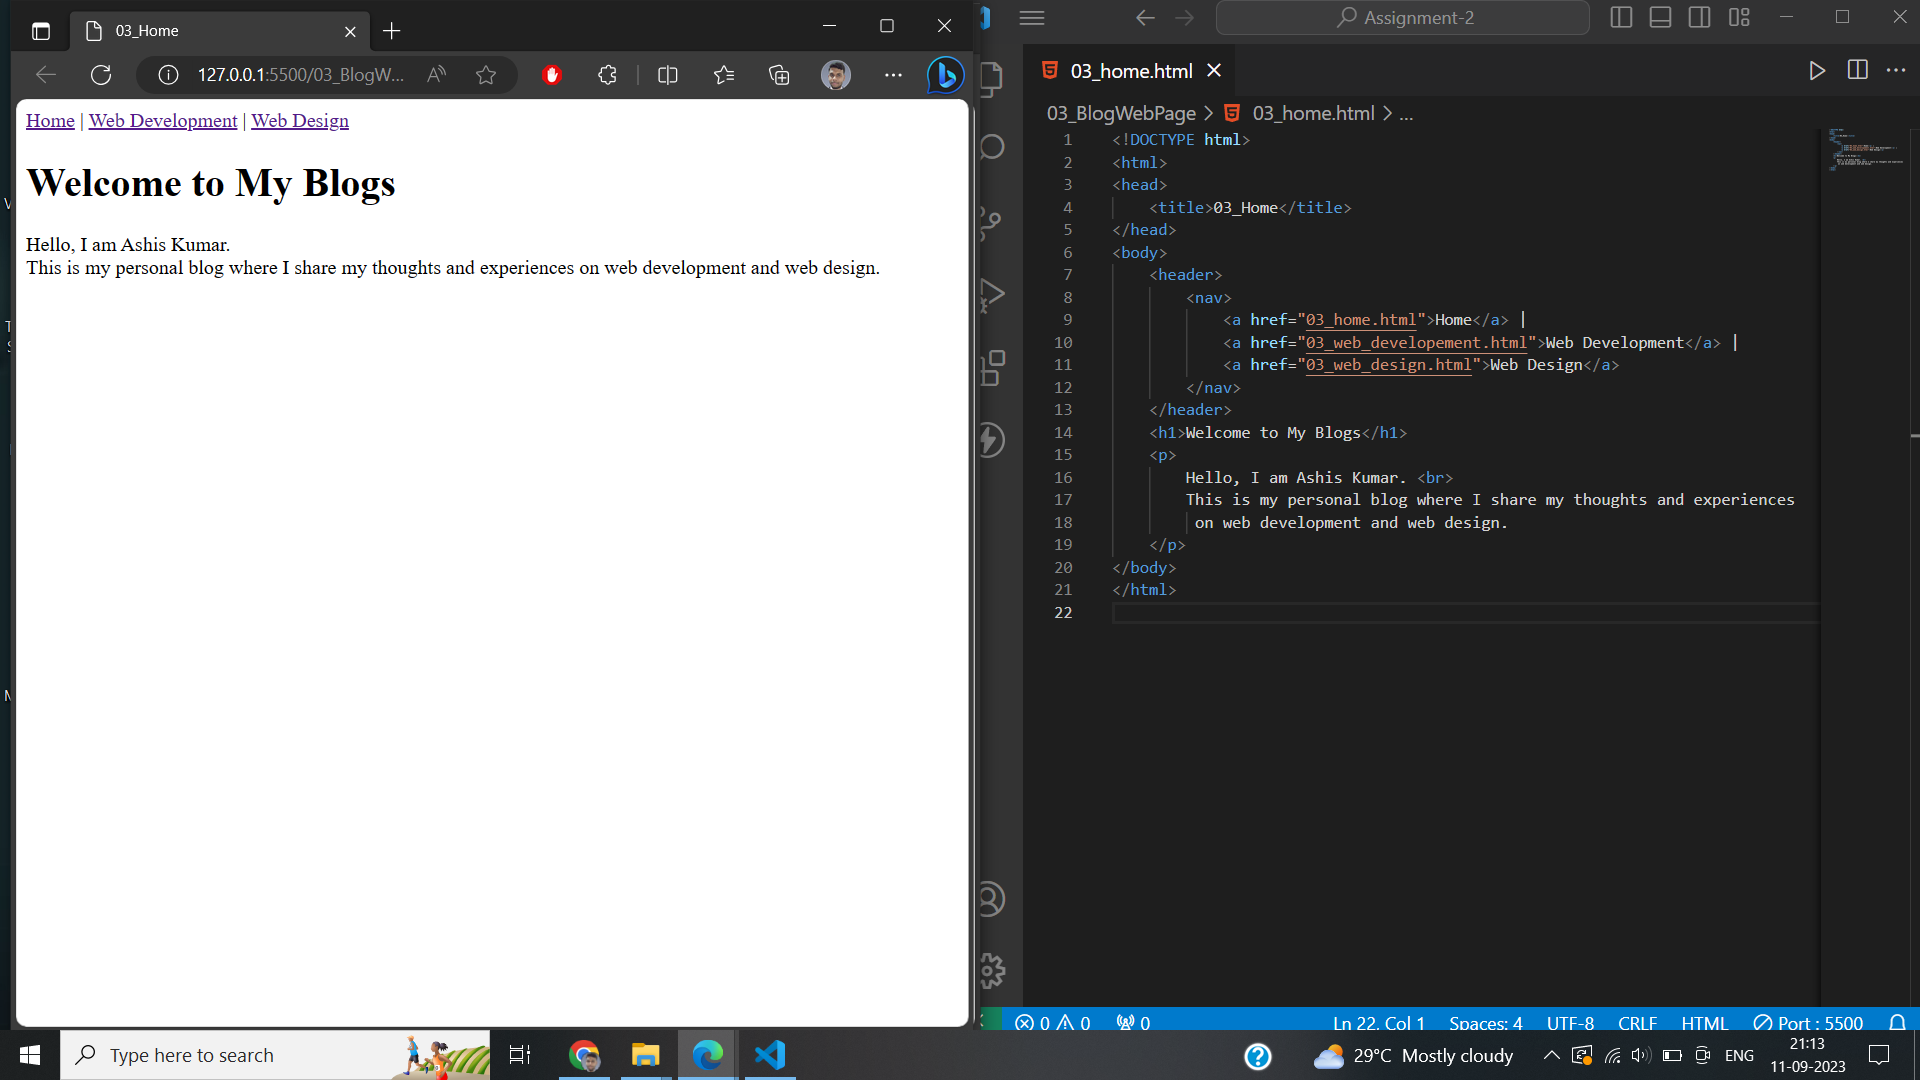 03_Home
127.0.0.1:5500/03_BlogW...
Home | Web Development | Web Design
Welcome to My Blogs
Hello, I am Ashis Kumar.
This is my personal blog where I share my thoughts and experiences on web development and web design.
Assignment-2
03_home.html
03_BlogWebPage > 03_home.html > ...
1 <!DOCTYPE html>
2 <html>
3 <head>
4 <title>03_Home</title>
5 </head>
6 <body>
7 <header>
8 <nav>
9 <a href="03_home.html">Home</a> |
10 <a href="03_web_developement.html">Web Development</a> |
11 <a href="03_web_design.html">Web Design</a>
12 </nav>
13 </header>
14 <h1>Welcome to My Blogs</h1>
15 <p>
16 Hello, I am Ashis Kumar. <br>
17 This is my personal blog where I share my thoughts and experiences
18 on web development and web design.
19 </p>
20 </body>
21 </html>
22
0 0 0 Ln 22, Col 1 Spaces: 4 UTF-8 CRLF HTML Port : 5500
Type here to search
29°C Mostly cloudy
ENG
21:13
11-09-2023